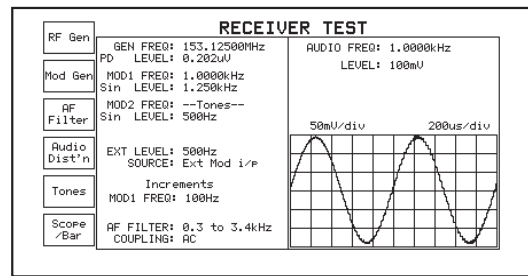 RECEIVER TEST
RF Gen
Mod Gen
AF
Filter
Audio
Dist'n
Tones
Scope
/Bar
GEN FREQ: 153.12500MHz
PD LEVEL: 0.202uV
MOD1 FREQ: 1.0000kHz
Sin LEVEL: 1.250kHz
MOD2 FREQ: --Tones--
Sin LEVEL: 500Hz
EXT LEVEL: 500Hz
SOURCE: Ext Mod i/P
Increments
MOD1 FREQ: 100Hz
AF FILTER: 0.3 to 3.4kHz
COUPLING: AC
AUDIO FREQ: 1.0000kHz
LEVEL: 100mV
50mV/div 200us/div